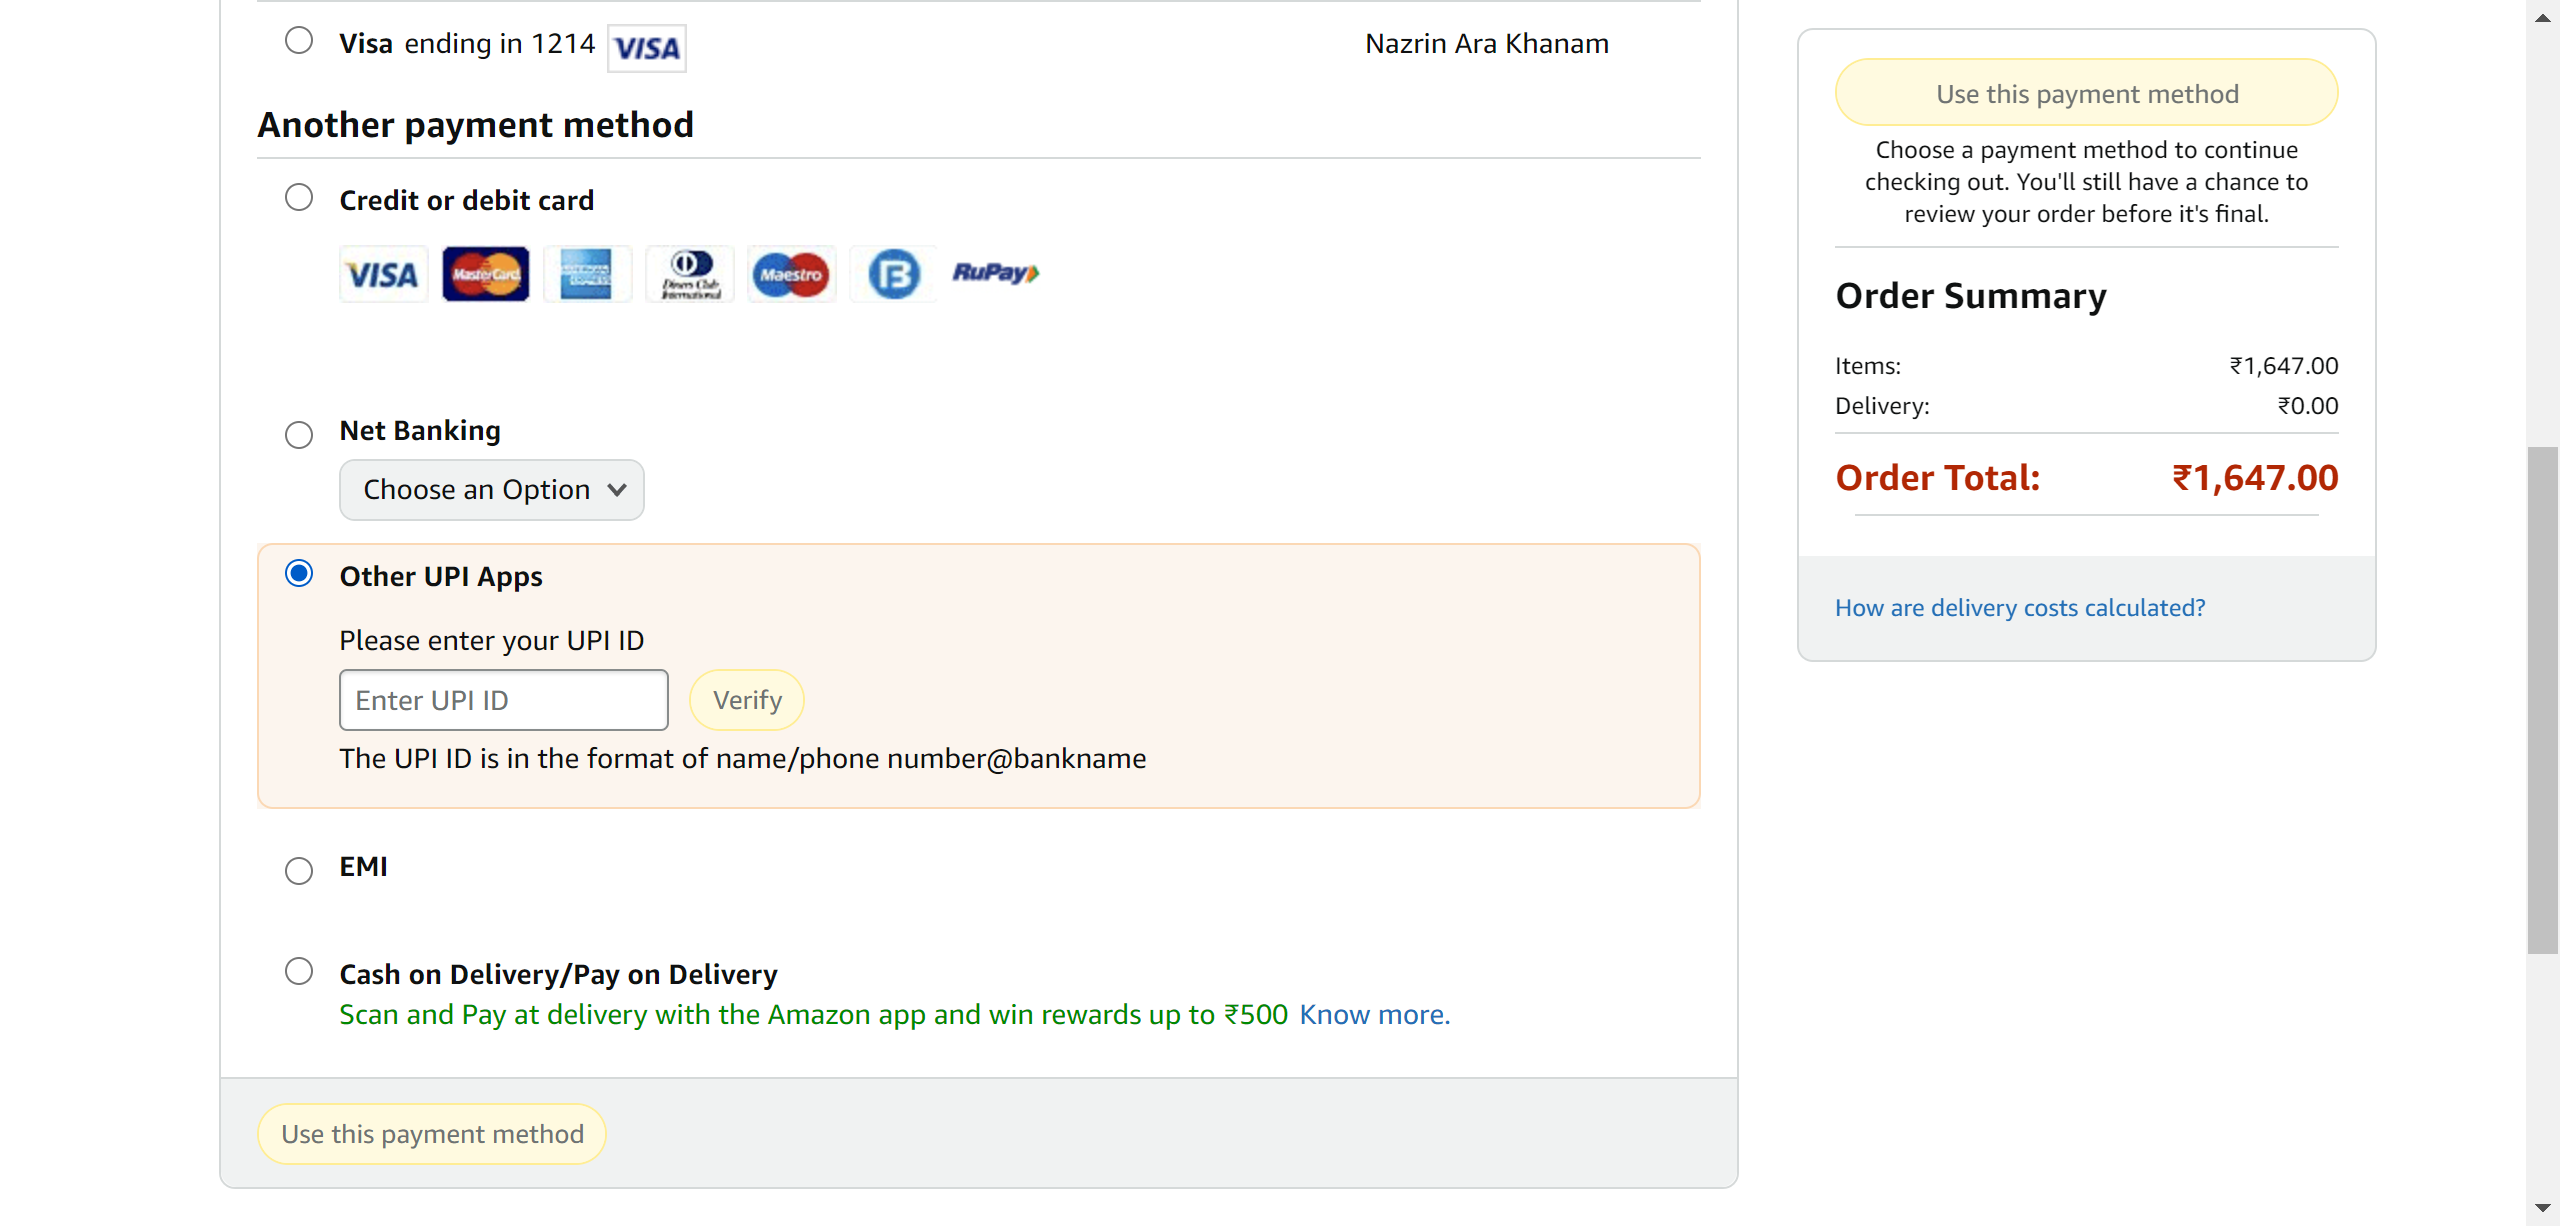 Visa ending in 1214 VISA Nazrin Ara Khanam
Another payment method
Credit or debit card
VISA MasterCard AMERICAN EXPRESS Diners Club International Maestro B RuPay
Net Banking
Choose an Option
Other UPI Apps
Please enter your UPI ID
Enter UPI ID Verify
The UPI ID is in the format of name/phone number@bankname
EMI
Cash on Delivery/Pay on Delivery
Scan and Pay at delivery with the Amazon app and win rewards up to ₹500 Know more.
Use this payment method
Use this payment method
Choose a payment method to continue
checking out. You'll still have a chance to
review your order before it's final.
Order Summary
Items: ₹1,647.00
Delivery: ₹0.00
Order Total: ₹1,647.00
How are delivery costs calculated?